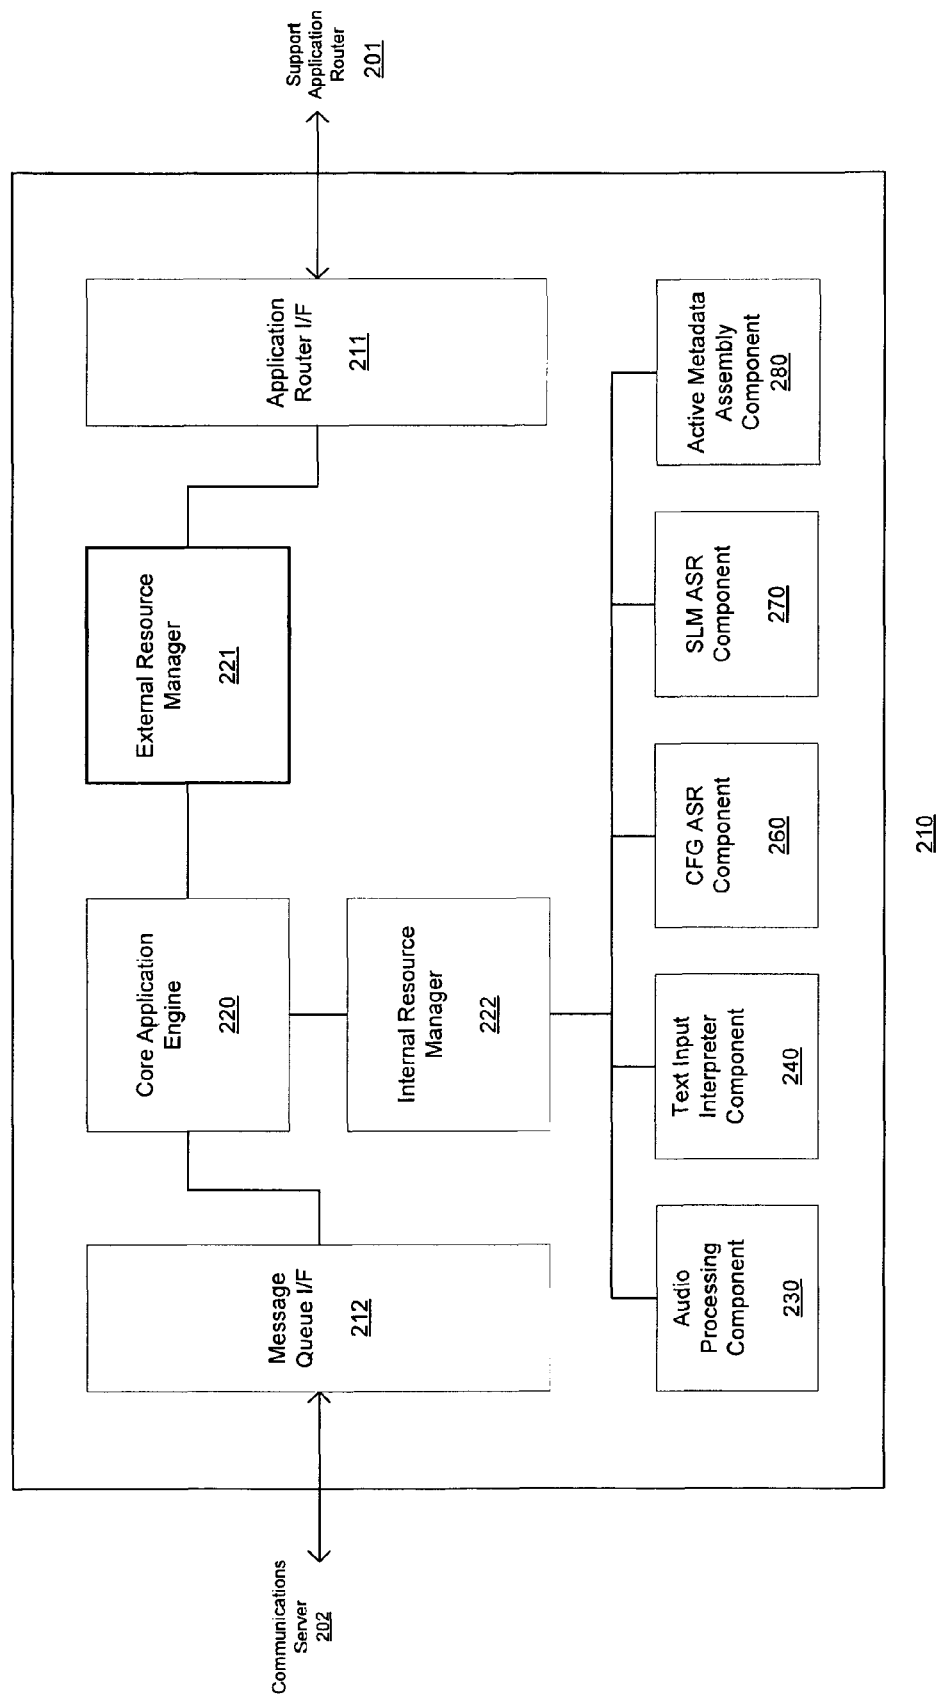 Communications
Server
202
Message
Queue I/F
212
Core Application
Engine
220
External Resource
Manager
221
Application
Router I/F
211
Support
Application
Router
201
Internal Resource
Manager
222
Audio
Processing
Component
230
Text Input
Interpreter
Component
240
CFG ASR
Component
260
SLM ASR
Component
270
Active Metadata
Assembly
Component
280
210